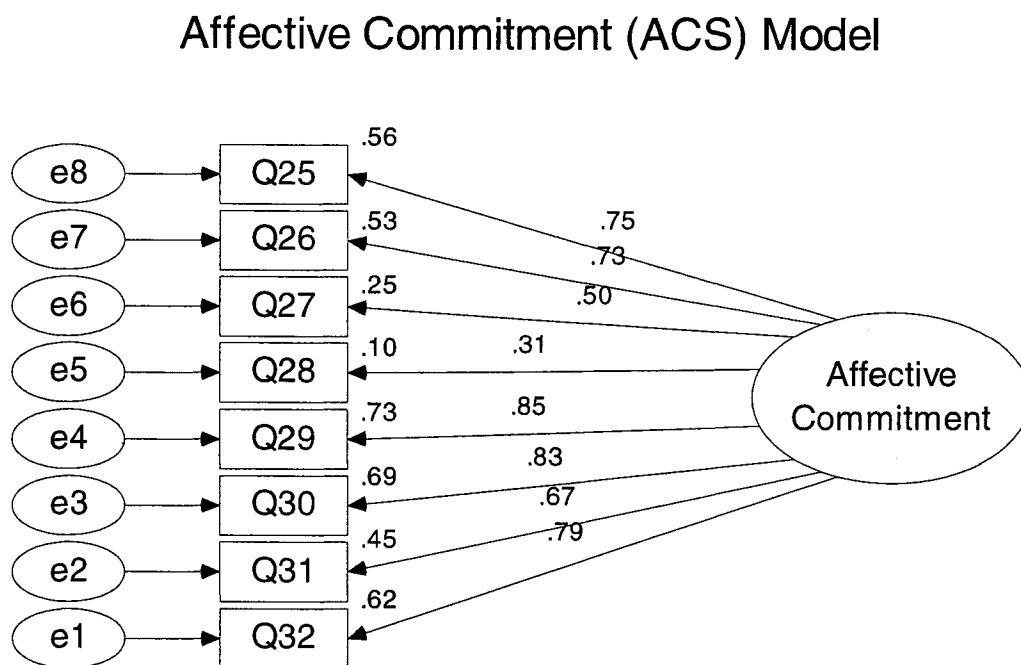 Affective Commitment (ACS) Model
.56
e8 Q25
.75
.53
e7 Q26
.73
.25
e6 Q27
.50
.10
.31
e5 Q28
Affective
Commitment
.73
.85
e4 Q29
.69
.83
e3 Q30
.67
.45
.79
e2 Q31
.62
e1 Q32